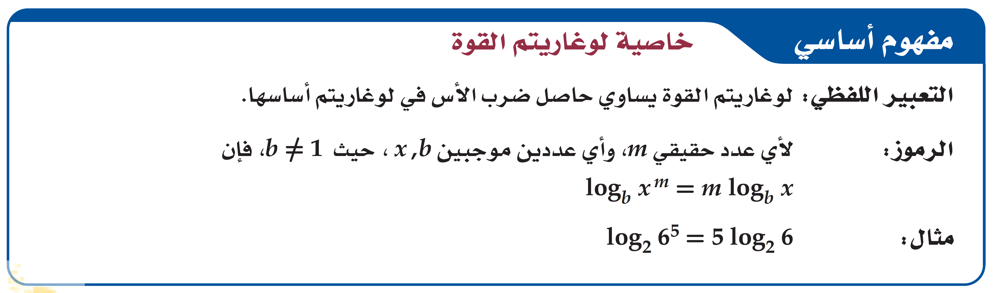 مفهوم أساسي
خاصية لوغاريتم القوة
التعبير اللفظي: لوغاريتم القوة يساوي حاصل ضرب الأس في لوغاريتم أساسها.
الرموز: لأي عدد حقيقي m، وأي عددين موجبين x, b ، حيث b ≠ 1، فإن
log_b x^m = m log_b x
مثال: log_2 6^5 = 5 log_2 6